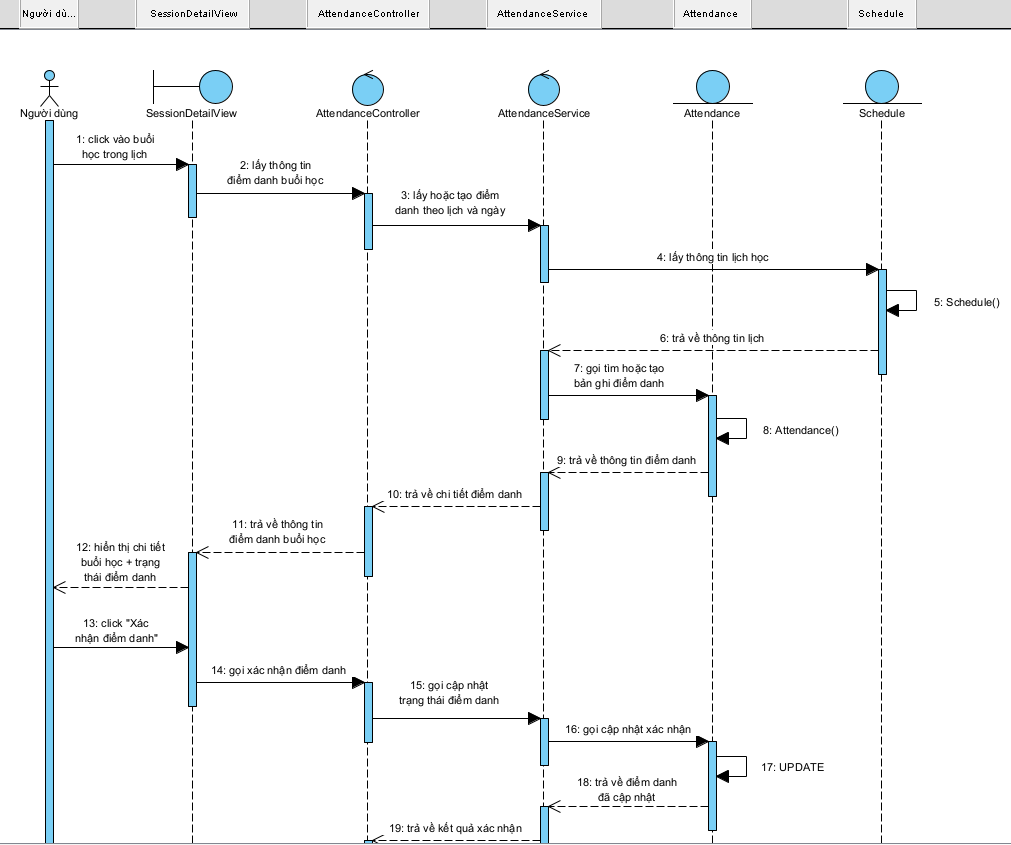 Người dù...
SessionDetailView
AttendanceController
AttendanceService
Attendance
Schedule
Người dùng
SessionDetailView
AttendanceController
AttendanceService
Attendance
Schedule
1: click vào buổi
học trong lịch
2: lấy thông tin
điểm danh buổi học
3: lấy hoặc tạo điểm
danh theo lịch và ngày
4: lấy thông tin lịch học
5: Schedule()
6: trả về thông tin lịch
7: gọi tìm hoặc tạo
bản ghi điểm danh
8: Attendance()
9: trả về thông tin điểm danh
10: trả về chi tiết điểm danh
11: trả về thông tin
điểm danh buổi học
12: hiển thị chi tiết
buổi học + trạng
thái điểm danh
13: click "Xác
nhận điểm danh"
14: gọi xác nhận điểm danh
15: gọi cập nhật
trạng thái điểm danh
16: gọi cập nhật xác nhận
17: UPDATE
18: trả về điểm danh
đã cập nhật
19: trả về kết quả xác nhận